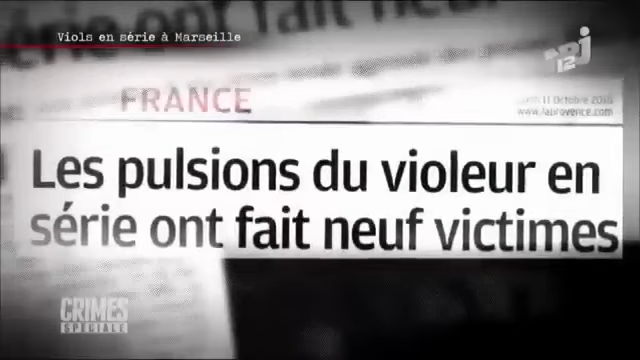 Viols en série à Marseille
NRJ
12
FRANCE
11 Octobre
www.laprovence.com
Les pulsions du violeur en
série ont fait neuf victimes
CRIMES
SPÉCIALE